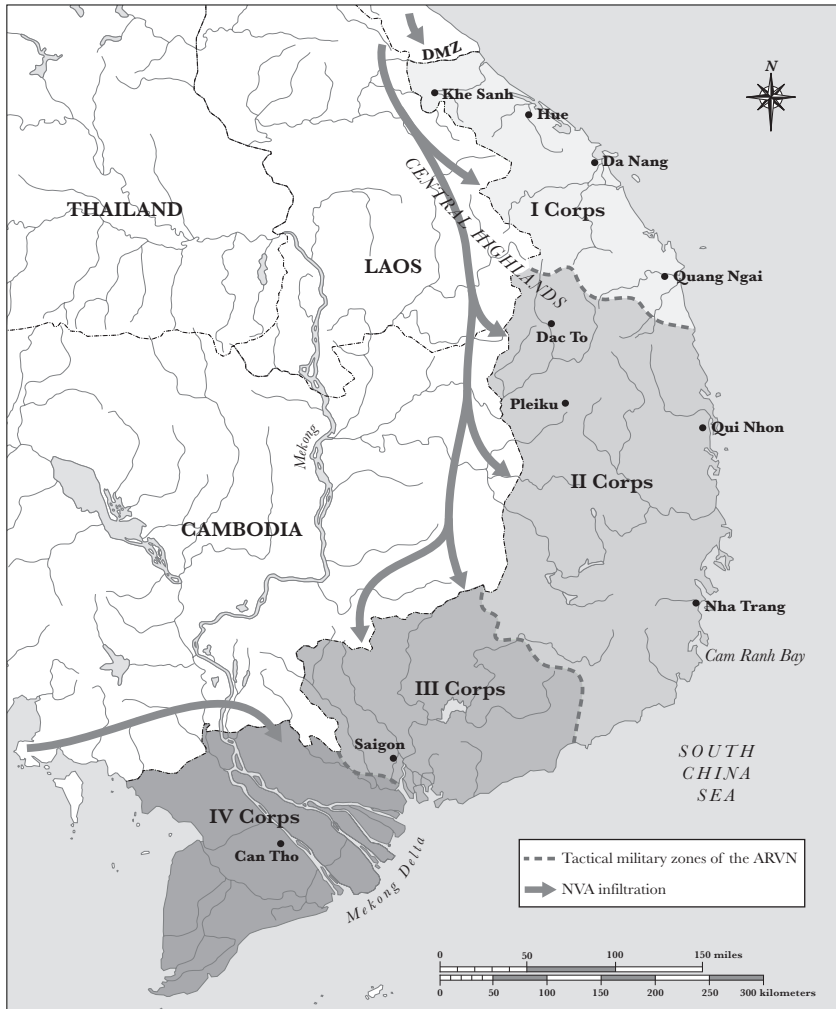 N
DMZ
Khe Sanh
Hue
Da Nang
THAILAND
CENTRAL HIGHLANDS
I Corps
LAOS
Quang Ngai
Dac To
Pleiku
Qui Nhon
Mekong
II Corps
CAMBODIA
Nha Trang
Cam Ranh Bay
III Corps
Saigon
SOUTH
CHINA
SEA
IV Corps
Can Tho
Mekong Delta
Tactical military zones of the ARVN
NVA infiltration
0 50 100 150 miles
0 50 100 150 200 250 300 kilometers